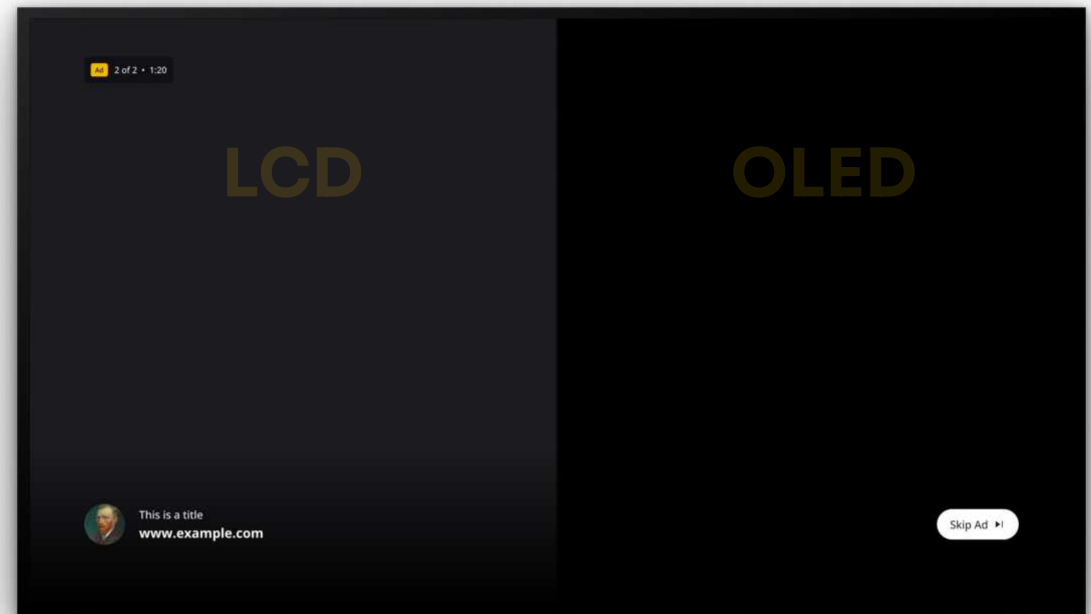 Ad 2 of 2 • 1:20
LCD OLED
This is a title
www.example.com
Skip Ad